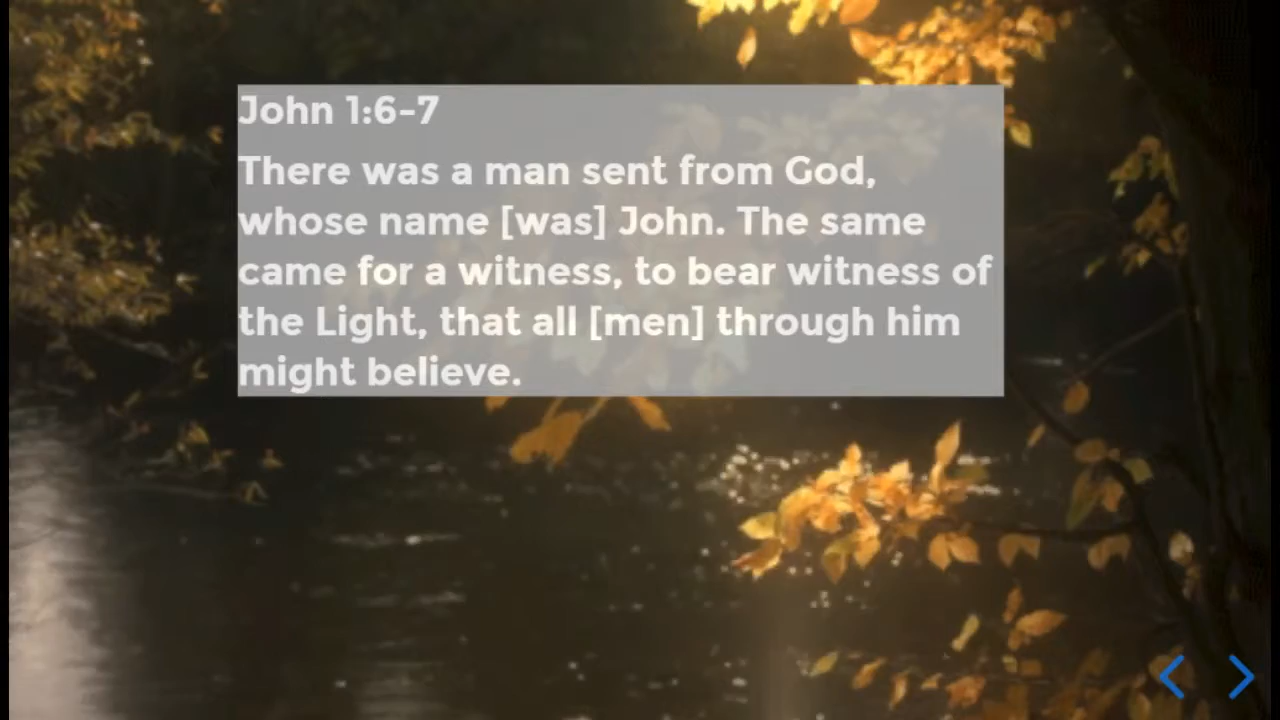 John 1:6-7
There was a man sent from God,
whose name [was] John. The same
came for a witness, to bear witness of
the Light, that all [men] through him
might believe.